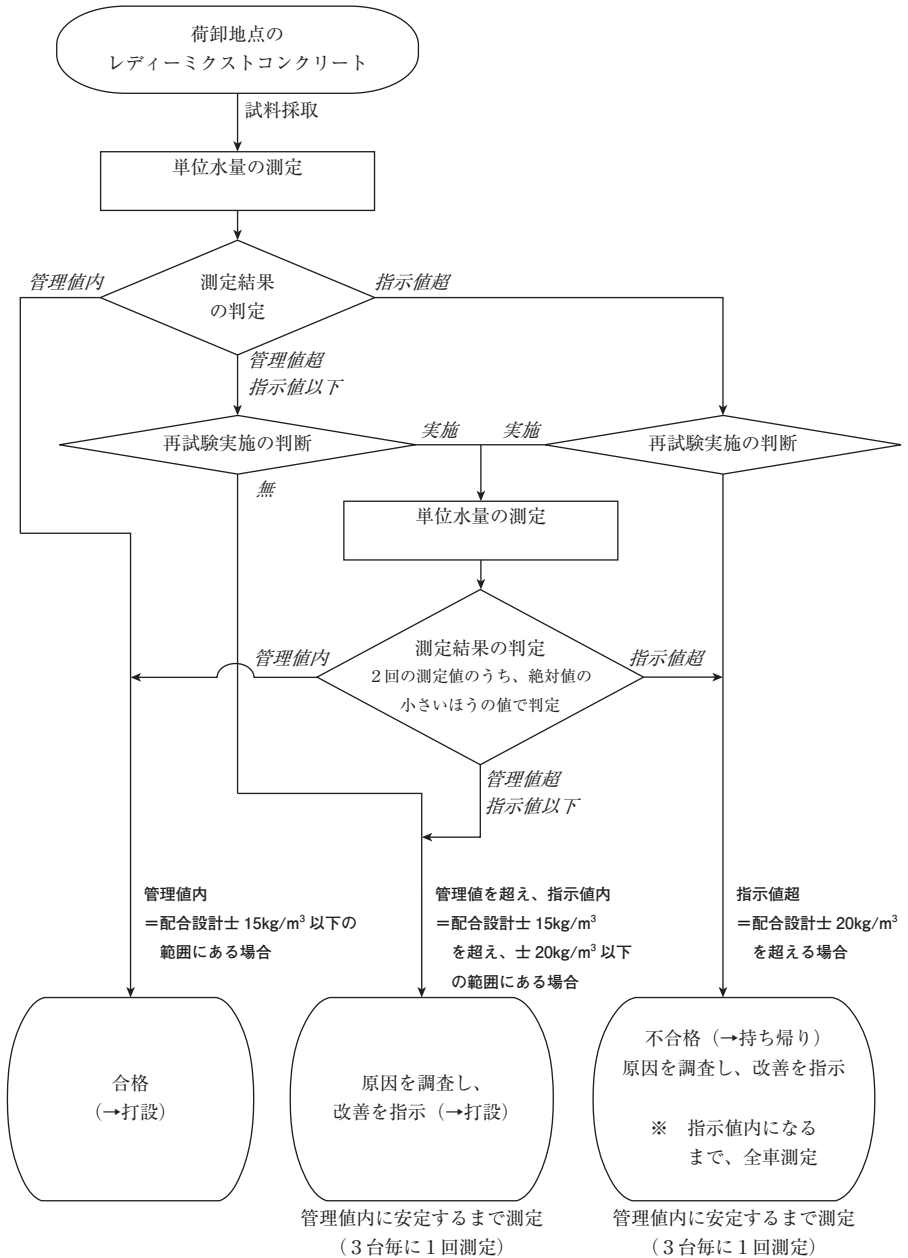 荷卸地点の
レディーミクストコンクリート
試料採取
単位水量の測定
管理値内
測定結果
の判定
指示値超
管理値超
指示値以下
再試験実施の判断
実施
実施
再試験実施の判断
無
単位水量の測定
管理値内
測定結果の判定
2回の測定値のうち、絶対値の
小さいほうの値で判定
指示値超
管理値超
指示値以下
管理値内
=配合設計士 15kg/m³ 以下の
範囲にある場合
管理値を超え、指示値内
=配合設計士 15kg/m³
を超え、士 20kg/m³ 以下
の範囲にある場合
指示値超
=配合設計士 20kg/m³
を超える場合
合格
(→打設)
原因を調査し、
改善を指示(→打設)
不合格(→持ち帰り)
原因を調査し、改善を指示
※ 指示値内になる
まで、全車測定
管理値内に安定するまで測定
(3台毎に1回測定)
管理値内に安定するまで測定
(3台毎に1回測定)